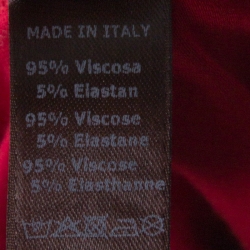 MADE IN ITALY
95% Viscosa
5% Elastan
95% Viscose
5% Elastane
95% Viscose
5% Elasthanne